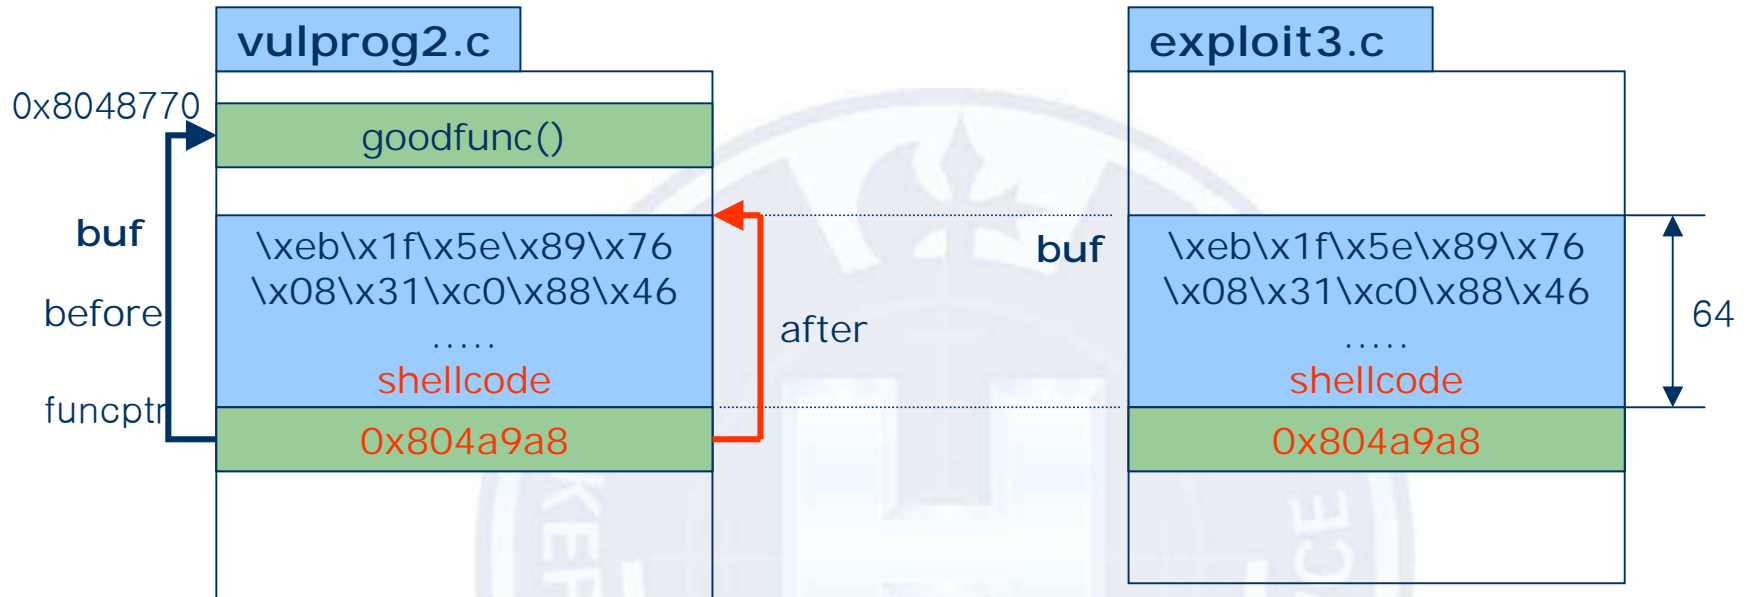 vulprog2.c
0x8048770
goodfunc()
buf
\xeb\x1f\x5e\x89\x76
\x08\x31\xc0\x88\x46
.....
shellcode
before
after
funcptr
0x804a9a8
exploit3.c
buf
\xeb\x1f\x5e\x89\x76
\x08\x31\xc0\x88\x46
.....
shellcode
64
0x804a9a8